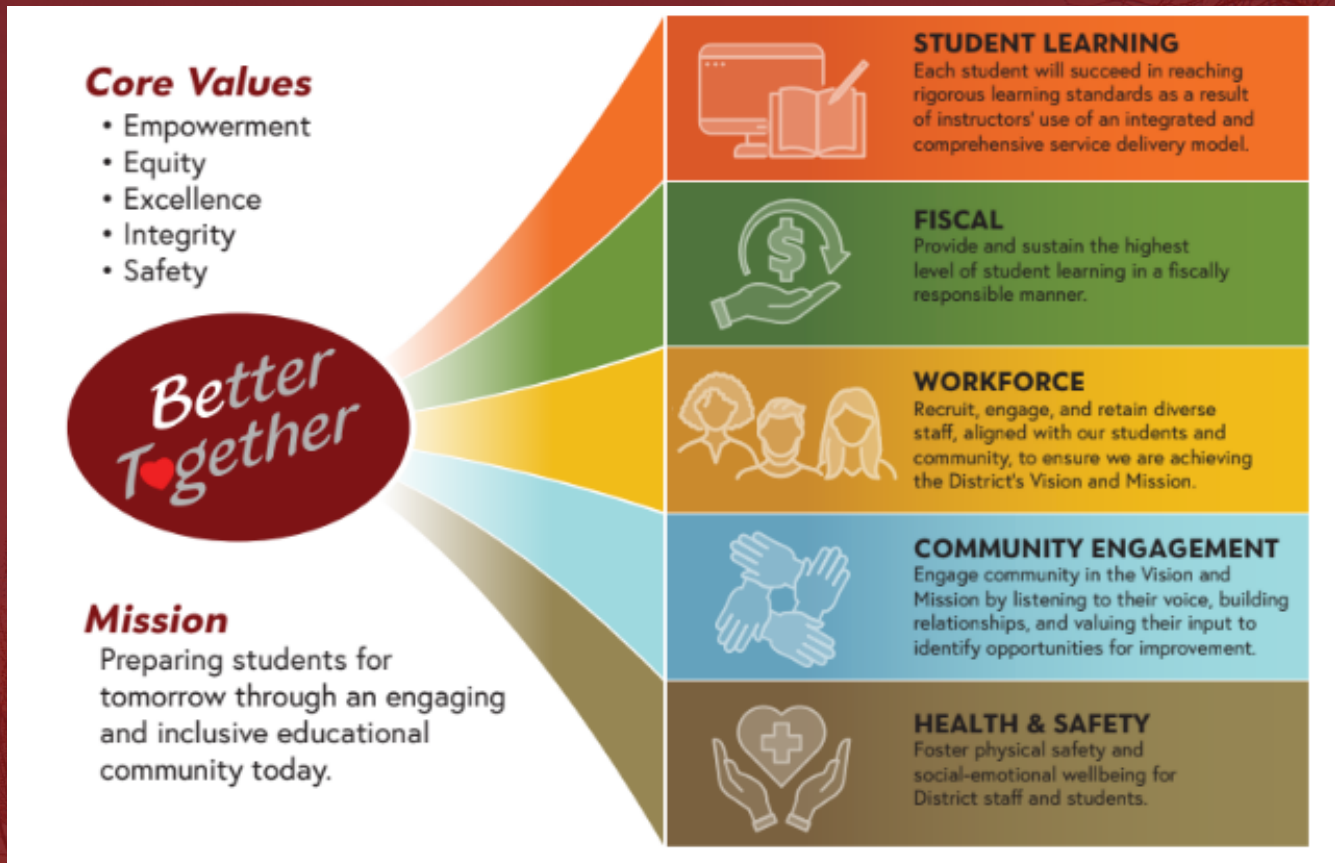 Core Values
• Empowerment
• Equity
• Excellence
• Integrity
• Safety
Better
Together
Mission
Preparing students for
tomorrow through an engaging
and inclusive educational
community today.
STUDENT LEARNING
Each student will succeed in reaching
rigorous learning standards as a result
of instructors' use of an integrated and
comprehensive service delivery model.
$
FISCAL
Provide and sustain the highest
level of student learning in a fiscally
responsible manner.
WORKFORCE
Recruit, engage, and retain diverse
staff, aligned with our students and
community, to ensure we are achieving
the District's Vision and Mission.
COMMUNITY ENGAGEMENT
Engage community in the Vision and
Mission by listening to their voice, building
relationships, and valuing their input to
identify opportunities for improvement.
HEALTH & SAFETY
Foster physical safety and
social-emotional wellbeing for
District staff and students.